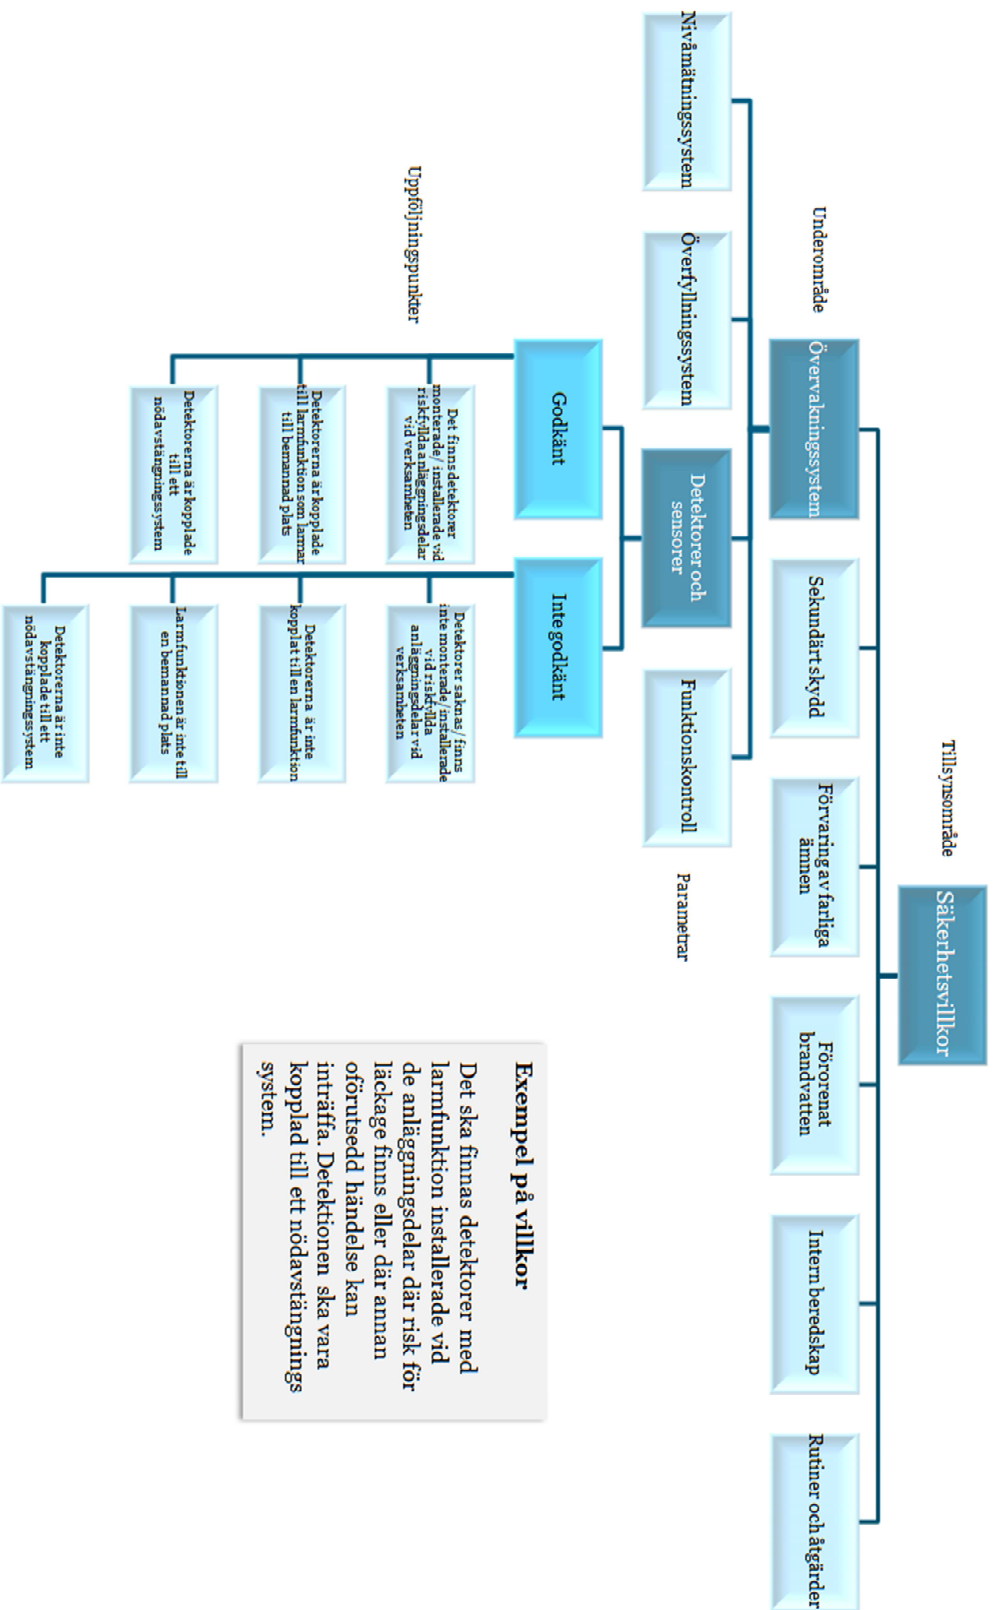 Tillsynsområde
Säkerhetsvillkor
Underområde
Övervakningssystem
Sekundärt skydd
Förvaring av farliga
ämnen
Förorenat
brandvatten
Intern beredskap
Rutiner och åtgärder
Nivåmätningssystem
Överfyllningssystem
Detektorer och
sensorer
Funktionskontroll
Parametrar
Godkänt
Inte godkänt
Uppföljningspunkter
Det finns detektorer
monterade/ installerade vid
riskfyllda anläggningsdelar
vid verksamheten
Detektorerna är kopplade
till larmfunktion som larmar
till bemannad plats
Detektorerna är kopplade
till ett
nödavstängningssystem
Detektorer saknas/ finns
inte monterade/ installerade
vid riskfyllda
anläggningsdelar vid
verksamheten
Detektorerna är inte
kopplat till en larmfunktion
Larmfunktionen är inte till
en bemannad plats
Detektorerna är inte
kopplade till ett
nödavstängningssystem
Exempel på villkor
Det ska finnas detektorer med
larmfunktion installerade vid
de anläggningsdelar där risk för
läckage finns eller där annan
oförutsedd händelse kan
inträffa. Detektionen ska vara
kopplad till ett nödavstängnings
system.